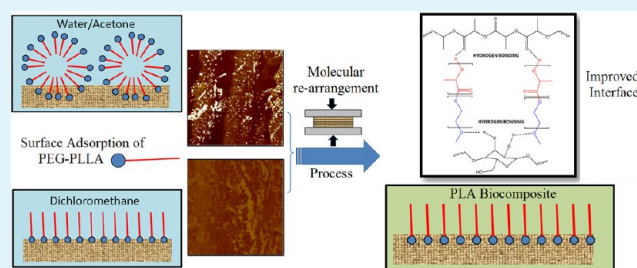 Water/Acetone
Surface Adsorption of
PEG-PLLA
Dichloromethane
Molecular
re-arrangement
Process
HYDROGEN BONDING
HYDROGEN BONDING
Improved
Interface
PLA Biocomposite